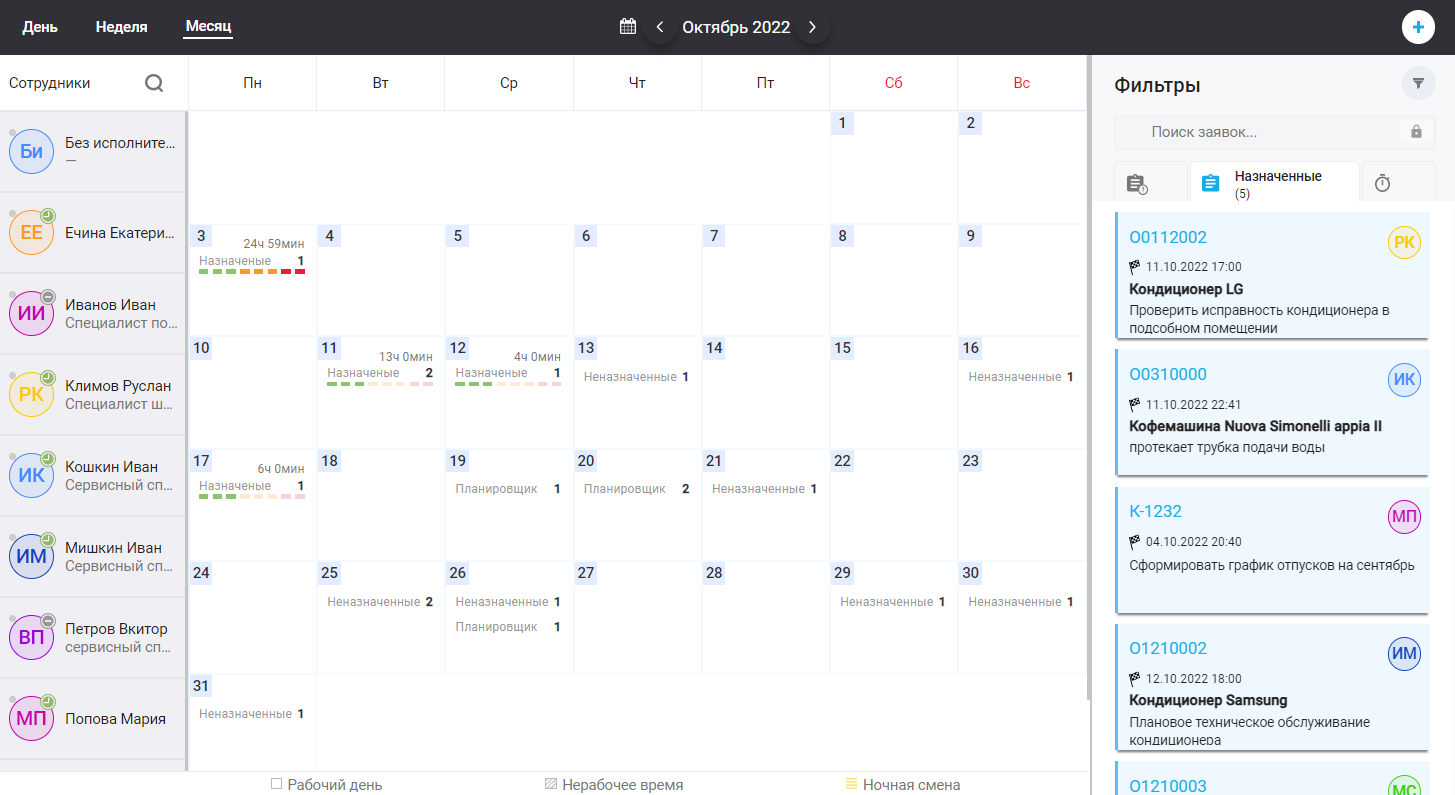 День Неделя Месяц Октябрь 2022
Сотрудники Пн Вт Ср Чт Пт Сб Вс
Би Без исполните...
—
ЕЕ Ечина Екатери...
ИИ Иванов Иван
Специалист по...
РК Климов Руслан
Специалист ш...
ИК Кошкин Иван
Сервисный сп...
ИМ Мишкин Иван
Сервисный сп...
ВП Петров Вкитор
сервисный сп...
МП Попова Мария
1 2
3 4 5 6 7 8 9
24ч 59мин
Назначеные 1
10 11 12 13 14 15 16
13ч 0мин 4ч 0мин
Назначеные 2 Назначеные 1 Неназначенные 1 Неназначенные 1
17 18 19 20 21 22 23
6ч 0мин
Назначеные 1 Планировщик 1 Планировщик 2 Неназначенные 1
24 25 26 27 28 29 30
Неназначенные 2 Неназначенные 1 Неназначенные 1 Неназначенные 1
Планировщик 1
31
Неназначенные 1
Рабочий день Нерабочее время Ночная смена
Фильтры
Поиск заявок...
Назначенные
(5)
О0112002 РК
11.10.2022 17:00
Кондиционер LG
Проверить исправность кондиционера в
подсобном помещении
О0310000 ИК
11.10.2022 22:41
Кофемашина Nuova Simonelli appia II
протекает трубка подачи воды
К-1232 МП
04.10.2022 20:40
Сформировать график отпусков на сентябрь
О1210002 ИМ
12.10.2022 18:00
Кондиционер Samsung
Плановое техническое обслуживание
кондиционера
О1210003 МС